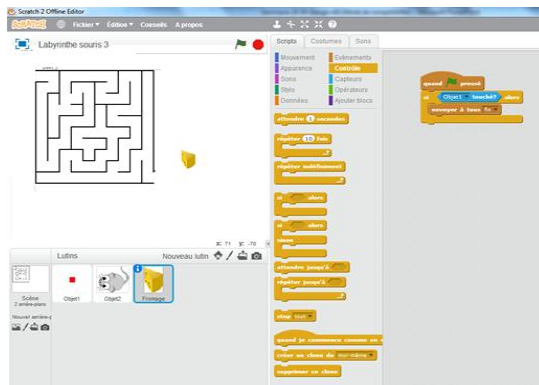 Scratch 2 Offline Editor
SCRATCH Fichier Édition Conseils A propos
Labyrinthe souris 3
Scripts Costumes Sons
Mouvement Evènements
Apparence Contrôle
Sons Capteurs
Stylo Opérateurs
Données Ajouter blocs
quand pressé
si Objet1 touché? alors
envoyer à tous
attendre 1 secondes
répéter 10 fois
répéter indéfiniment
si alors
si alors
sinon
attendre jusqu'à
répéter jusqu'à
stop tout
quand je commence comme un
créer un clone de moi-même
supprimer ce clone
X: 71 y: -78
Lutins Nouveau lutin
Scène
2 arrière-plans
Nouvel arrière-p
Objet1 Objet2 Fromage